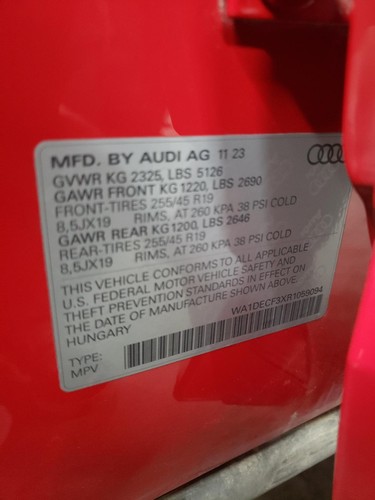 MFD. BY AUDI AG 11 23
GVWR KG 2325, LBS 5126
GAWR FRONT KG 1220, LBS 2690
FRONT-TIRES 255/45 R19
8,5JX19 RIMS, AT 260 KPA 38 PSI COLD
GAWR REAR KG 1200, LBS 2646
REAR-TIRES 255/45 R19
8,5JX19 RIMS, AT 260 KPA 38 PSI COLD
THIS VEHICLE CONFORMS TO ALL APPLICABLE
U.S. FEDERAL MOTOR VEHICLE SAFETY AND
THEFT PREVENTION STANDARDS IN EFFECT ON
THE DATE OF MANUFACTURE SHOWN ABOVE.
HUNGARY
WA1DECF3XR1059094
TYPE:
MPV